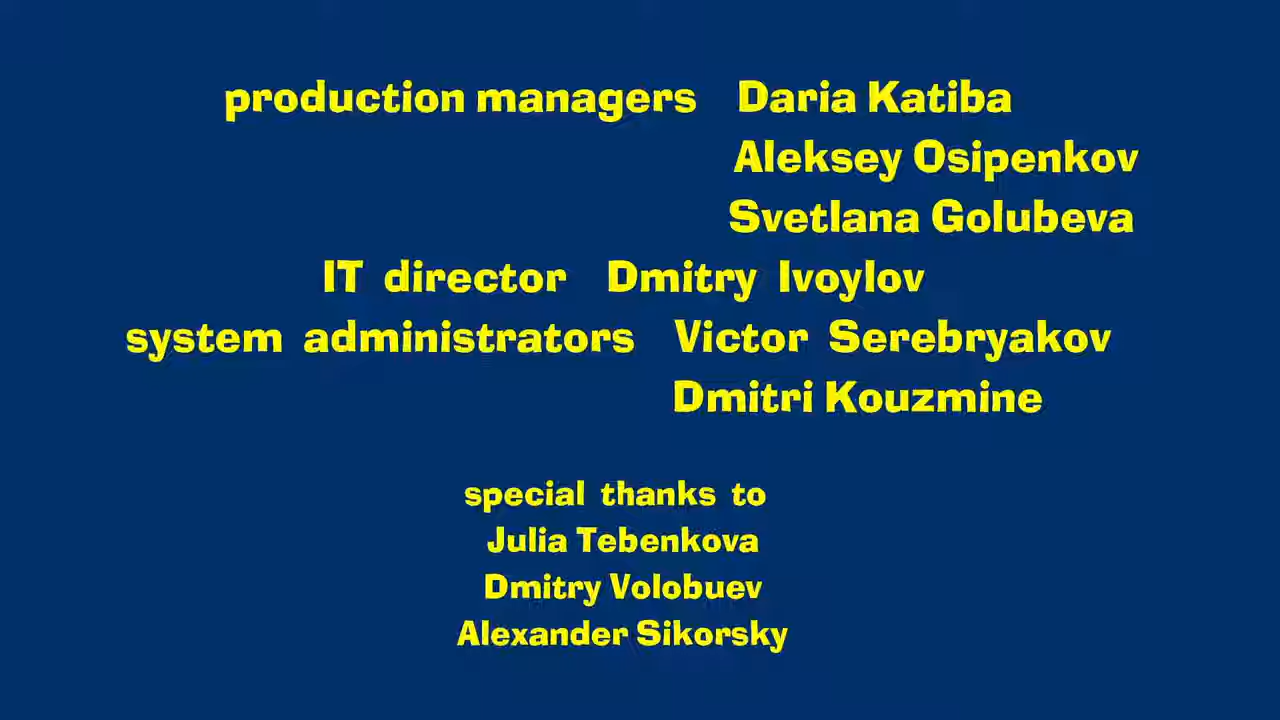 production managers Daria Katiba
Aleksey Osipenkov
Svetlana Golubeva
IT director Dmitry Ivoylov
system administrators Victor Serebryakov
Dmitri Kouzmine
special thanks to
Julia Tebenkova
Dmitry Volobuev
Alexander Sikorsky